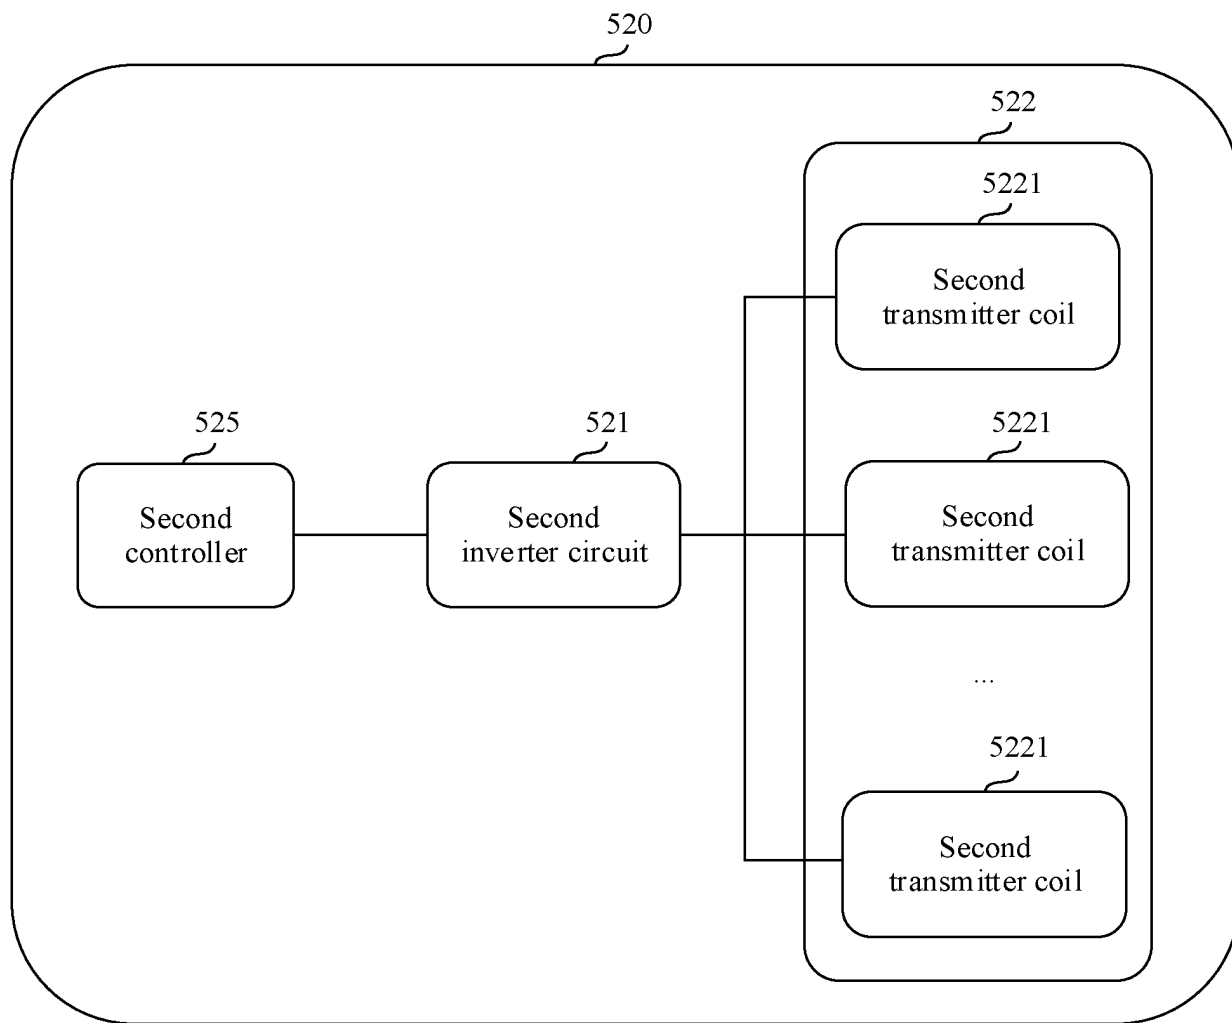 520
522
5221
Second
transmitter coil
525
521
5221
Second
controller
Second
inverter circuit
Second
transmitter coil
...
5221
Second
transmitter coil